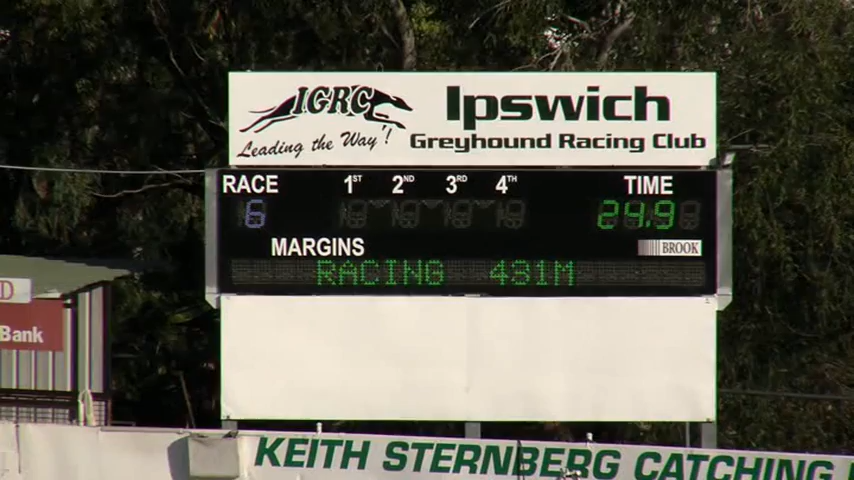 IGRC
Leading the Way!
Ipswich
Greyhound Racing Club
RACE 1ST 2ND 3RD 4TH TIME
6 24.9
MARGINS BROOK
RACING 431M
D
Bank
KEITH STERNBERG CATCHING